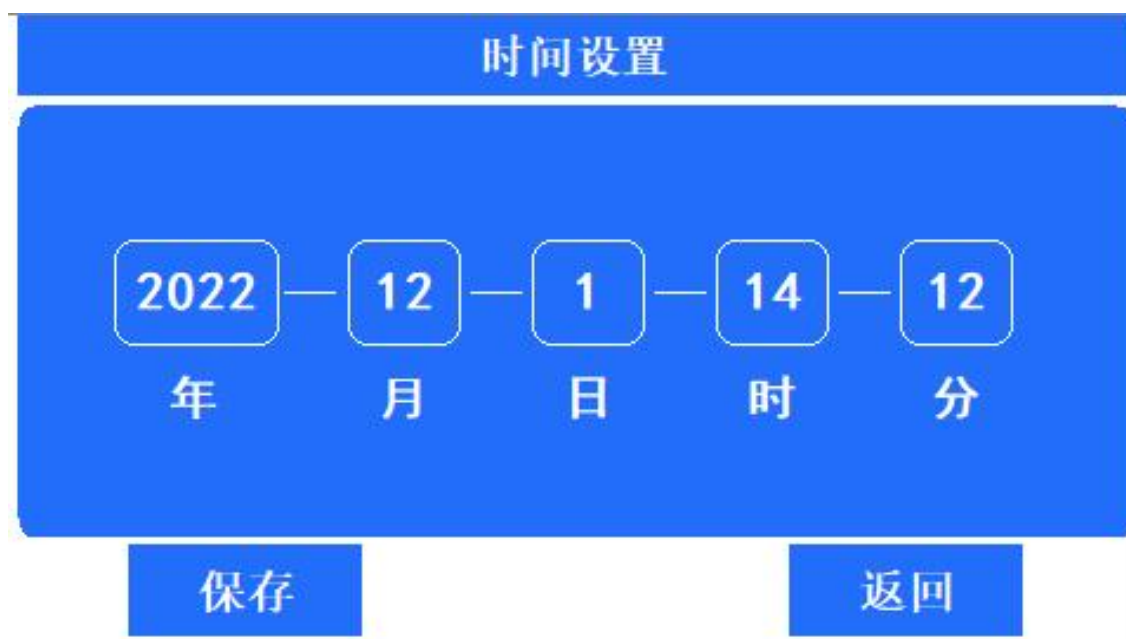 时间设置
2022 — 12 — 1 — 14 — 12
年 月 日 时 分
保存 返回